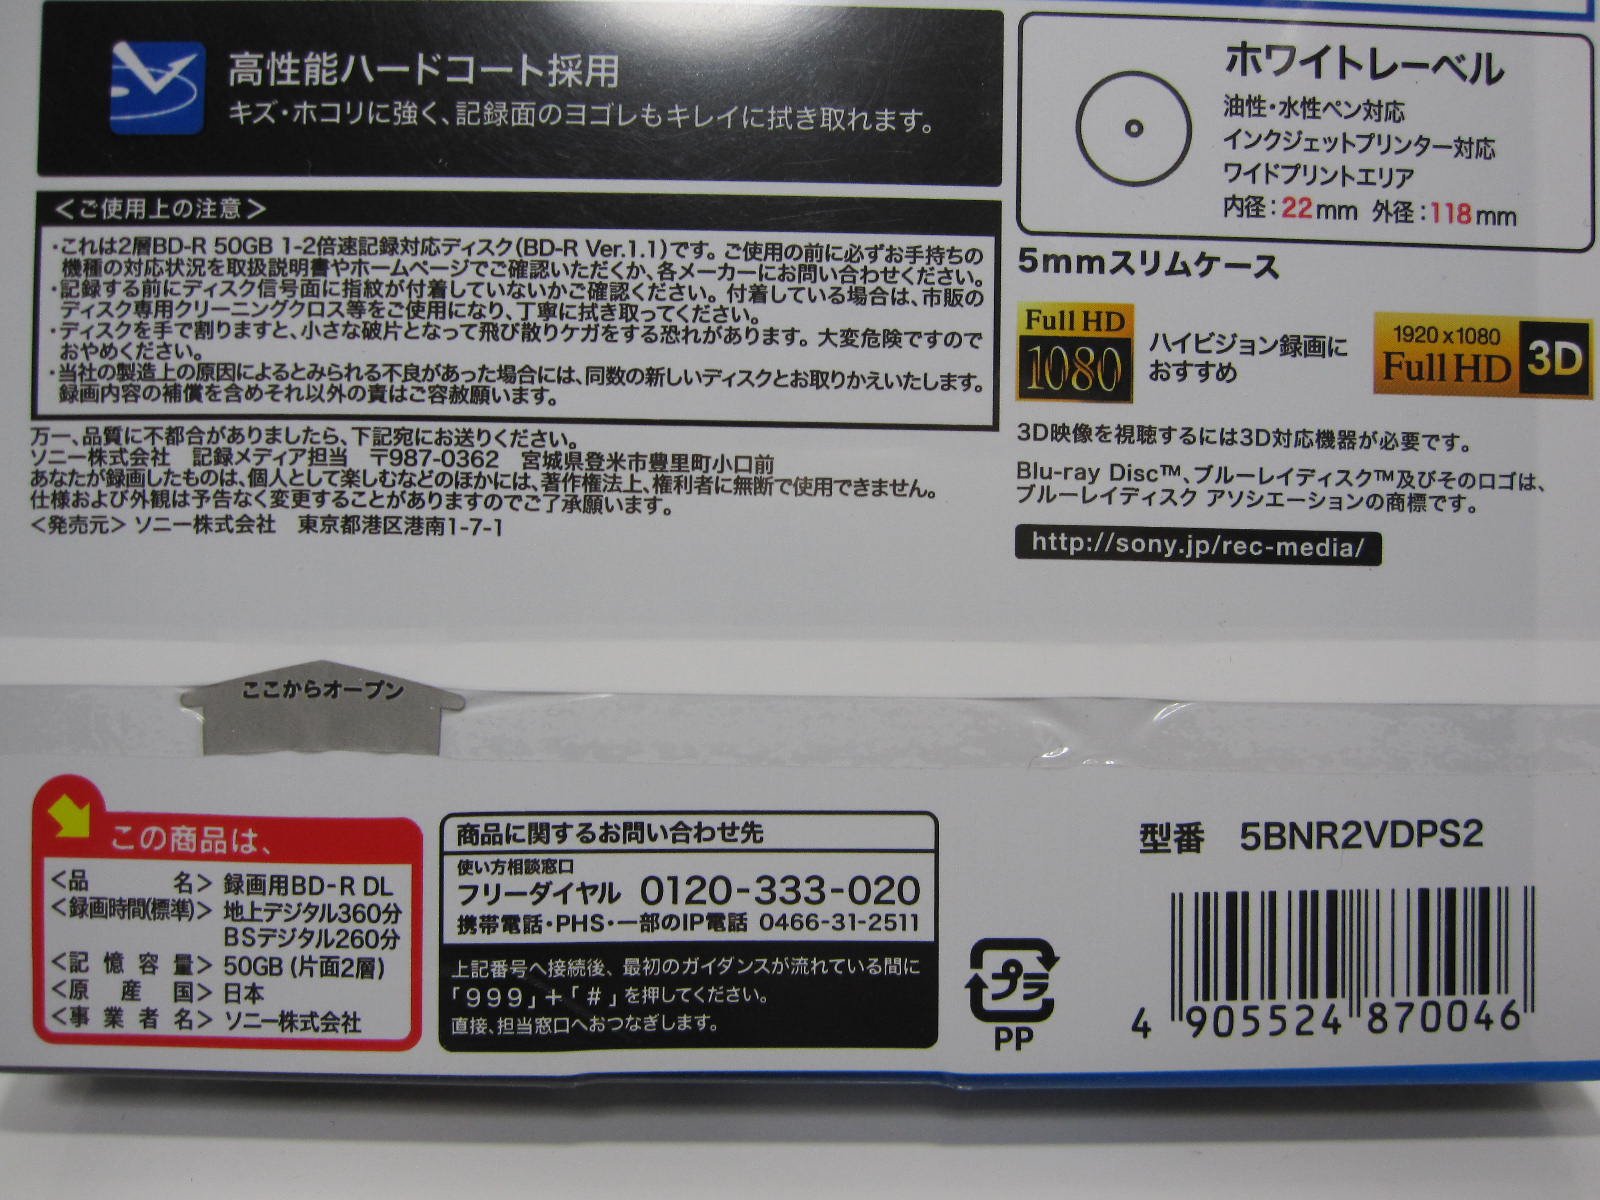 高性能ハードコート採用
キズ・ホコリに強く、記録面のヨゴレもキレイに拭き取れます。
＜ご使用上の注意＞
・これは2層BD-R 50GB 1-2倍速記録対応ディスク(BD-R Ver.1.1)です。ご使用の前に必ずお手持ちの
機種の対応状況を取扱説明書やホームページでご確認いただくか、各メーカーにお問い合わせください。
・記録する前にディスク信号面に指紋が付着していないかご確認ください。付着している場合は、市販の
ディスク専用クリーニングクロス等をご使用になり、丁寧に拭き取ってください。
・ディスクを手で割りますと、小さな破片となって飛び散りケガをする恐れがあります。大変危険ですので
おやめください。
・当社の製造上の原因によるとみられる不良があった場合には、同数の新しいディスクとお取りかえいたします。
録画内容の補償を含めそれ以外の責はご容赦願います。
万一、品質に不都合がありましたら、下記宛にお送りください。
ソニー株式会社 記録メディア担当 〒987-0362 宮城県登米市豊里町小口前
あなたが録画したものは、個人として楽しむなどのほかには、著作権法上、権利者に無断で使用できません。
仕様および外観は予告なく変更することがありますのでご了承願います。
＜発売元＞ ソニー株式会社 東京都港区港南1-7-1
ホワイトレーベル
油性・水性ペン対応
インクジェットプリンター対応
ワイドプリントエリア
内径：22mm 外径：118mm
5mmスリムケース
Full HD
1080
ハイビジョン録画に
おすすめ
1920x1080
Full HD 3D
3D映像を視聴するには3D対応機器が必要です。
Blu-ray Disc™、ブルーレイディスク™及びそのロゴは、
ブルーレイディスク アソシエーションの商標です。
http://sony.jp/rec-media/
ここからオープン
この商品は、
＜品名＞ 録画用BD-R DL
＜録画時間(標準)＞ 地上デジタル360分
BSデジタル260分
＜記憶容量＞ 50GB (片面2層)
＜原産国＞ 日本
＜事業者名＞ ソニー株式会社
商品に関するお問い合わせ先
使い方相談窓口
フリーダイヤル 0120-333-020
携帯電話・PHS・一部のIP電話 0466-31-2511
上記番号へ接続後、最初のガイダンスが流れている間に
「999」＋「#」を押してください。
直接、担当窓口へおつなぎします。
プラ
PP
型番 5BNR2VDPS2
4 905524 870046